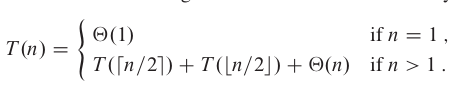 T(n) = { Θ(1) if n = 1 ,
T(⌈n/2⌉) + T(⌊n/2⌋) + Θ(n) if n > 1 .